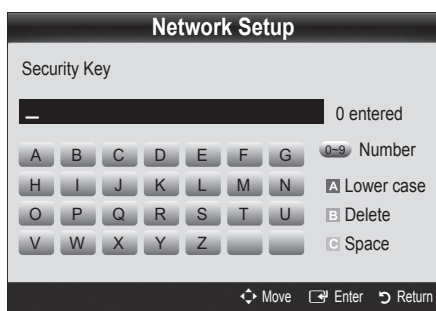 Network Setup
Security Key
_ 0 entered
A B C D E F G 0~9 Number
H I J K L M N A Lower case
O P Q R S T U B Delete
V W X Y Z C Space
Move Enter Return